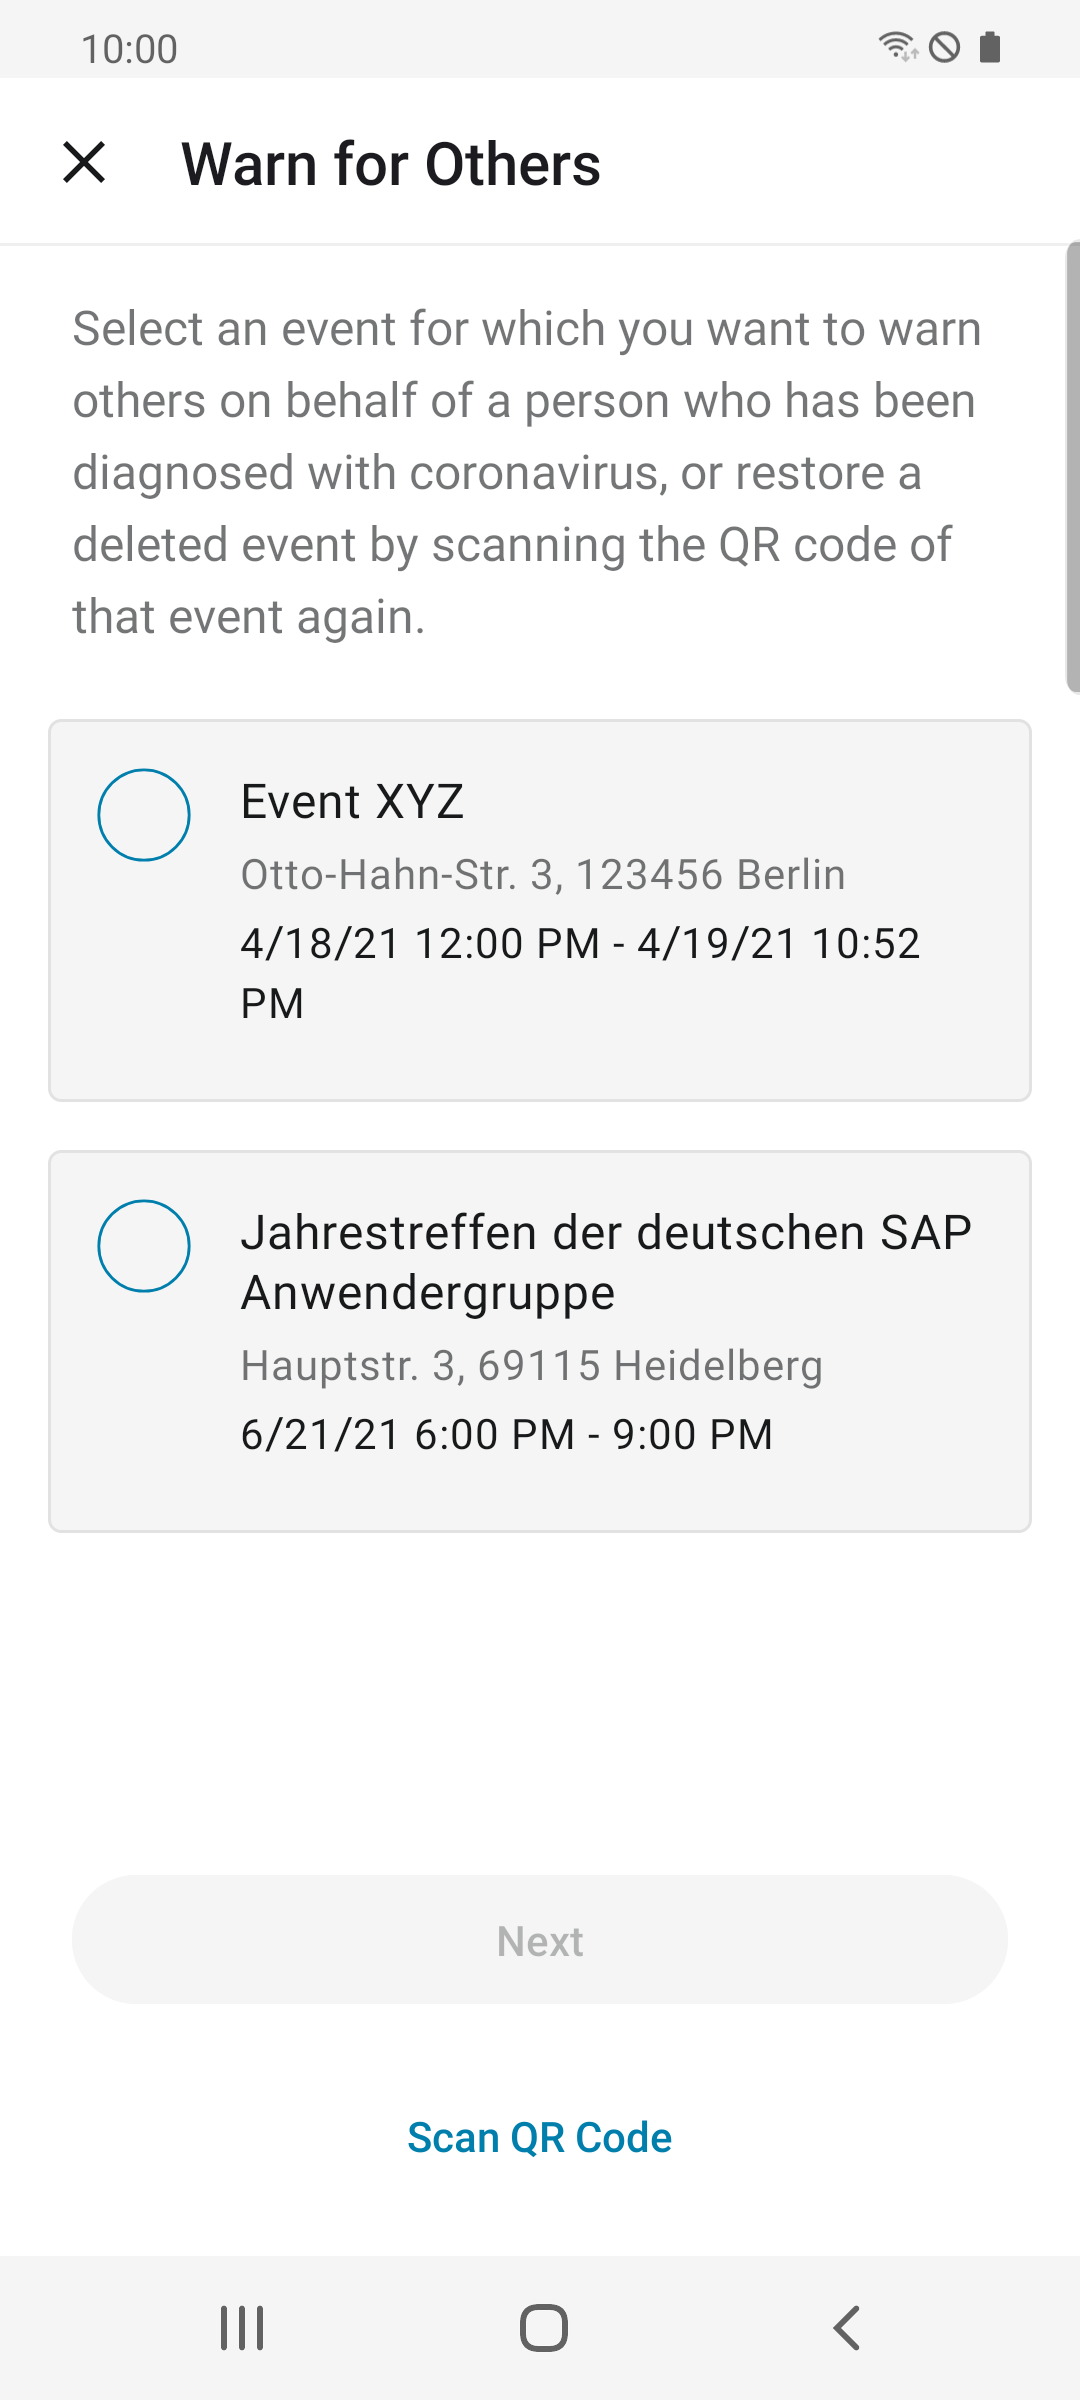 10:00
Warn for Others
Select an event for which you want to warn
others on behalf of a person who has been
diagnosed with coronavirus, or restore a
deleted event by scanning the QR code of
that event again.
Event XYZ
Otto-Hahn-Str. 3, 123456 Berlin
4/18/21 12:00 PM - 4/19/21 10:52
PM
Jahrestreffen der deutschen SAP
Anwendergruppe
Hauptstr. 3, 69115 Heidelberg
6/21/21 6:00 PM - 9:00 PM
Next
Scan QR Code